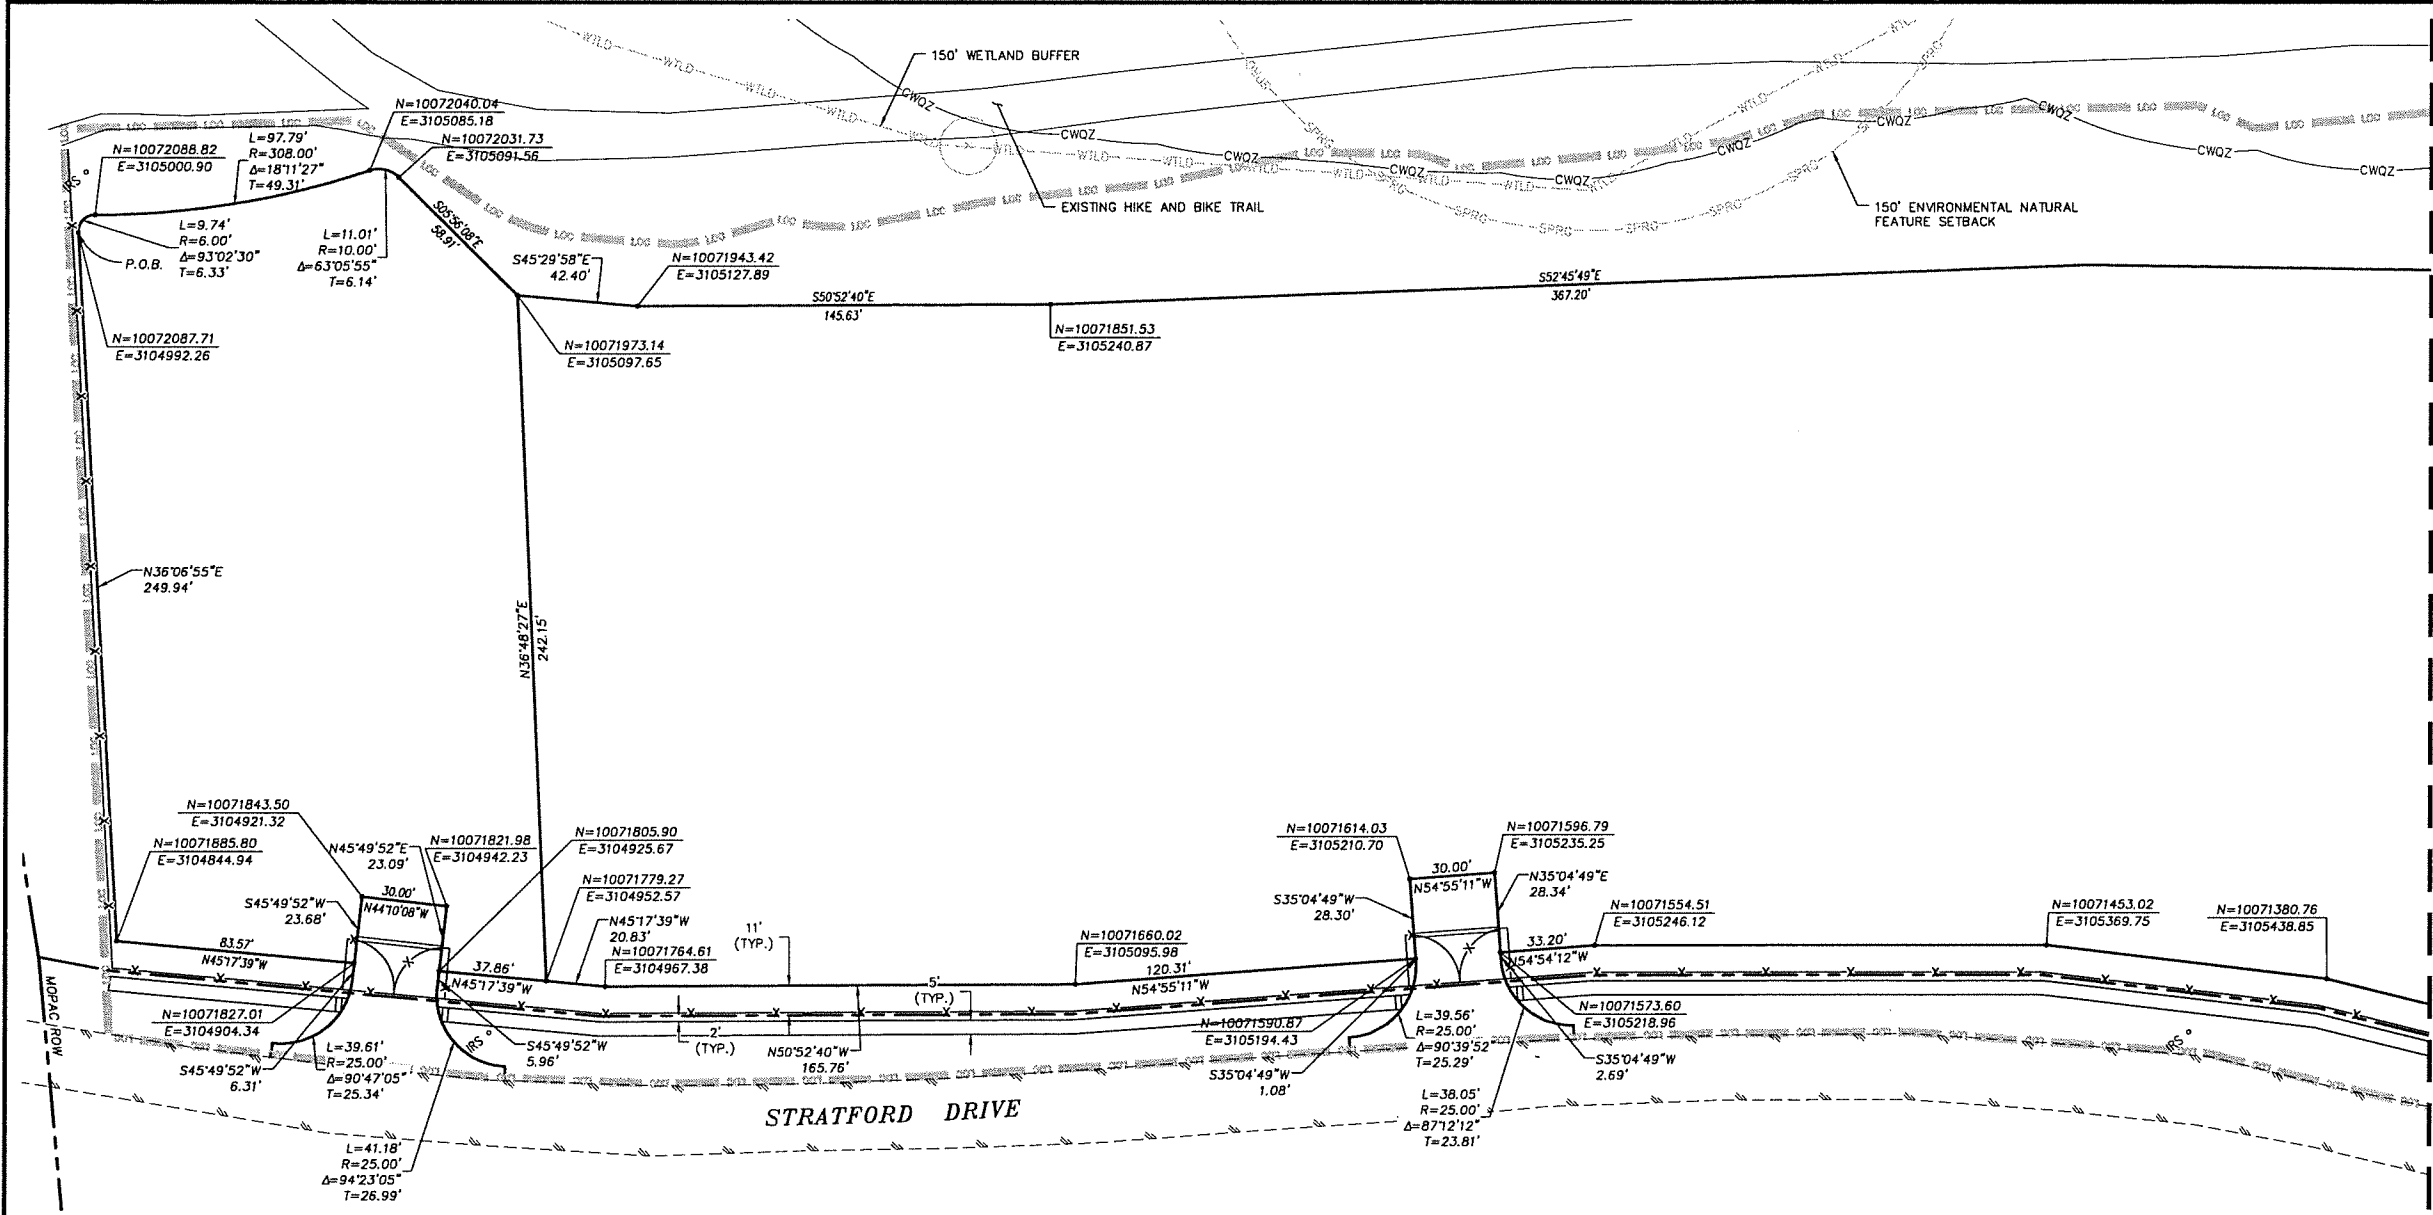 150' WETLAND BUFFER
N=10072040.04
E=3105085.18
L=97.79'
R=308.00'
Δ=18°11'27"
T=49.31'
N=10072031.73
E=3105091.56
N=10072088.82
E=3105000.90
WTLD
CWQZ
SPRG
LOC
IRS
L=9.74'
R=6.00'
Δ=93°02'30"
T=6.33'
P.O.B.
L=11.01'
R=10.00'
Δ=63°05'55"
T=6.14'
S05°56'08"E
58.91'
S45°29'58"E
42.40'
N=10071943.42
E=3105127.89
EXISTING HIKE AND BIKE TRAIL
150' ENVIRONMENTAL NATURAL
FEATURE SETBACK
S50°52'40"E
145.63'
S52°45'49"E
367.20'
N=10072087.71
E=3104992.26
N=10071973.14
E=3105097.65
N=10071851.53
E=3105240.87
N36°06'55"E
249.94'
N36°48'27"E
242.15'
N=10071843.50
E=3104921.32
N=10071885.80
E=3104844.94
N45°49'52"E
23.09'
N=10071821.98
E=3104942.23
N=10071805.90
E=3104925.67
N=10071779.27
E=3104952.57
S45°49'52"W
23.68'
30.00'
N44°10'08"W
83.57'
N45°17'39"W
37.86'
N45°17'39"W
N45°17'39"W
20.83'
N=10071764.61
E=3104967.38
11'
(TYP.)
5'
(TYP.)
2'
(TYP.)
N50°52'40"W
165.76'
N=10071660.02
E=3105095.98
120.31'
N54°55'11"W
N=10071614.03
E=3105210.70
N=10071596.79
E=3105235.25
30.00'
N54°55'11"W
S35°04'49"W
28.30'
N35°04'49"E
28.34'
33.20'
N54°54'12"W
N=10071554.51
E=3105246.12
N=10071453.02
E=3105369.75
N=10071380.76
E=3105438.85
N=10071573.60
E=3105218.96
N=10071590.87
E=3105194.43
S35°04'49"W
1.08'
L=39.56'
R=25.00'
Δ=90°39'52"
T=25.29'
S35°04'49"W
2.69'
L=38.05'
R=25.00'
Δ=87°12'12"
T=23.81'
MOPAC ROW
N=10071827.01
E=3104904.34
S45°49'52"W
6.31'
L=39.61'
R=25.00'
Δ=90°47'05"
T=25.34'
IRS
S45°49'52"W
5.96'
L=41.18'
R=25.00'
Δ=94°23'05"
T=26.99'
STRATFORD DRIVE
IRS